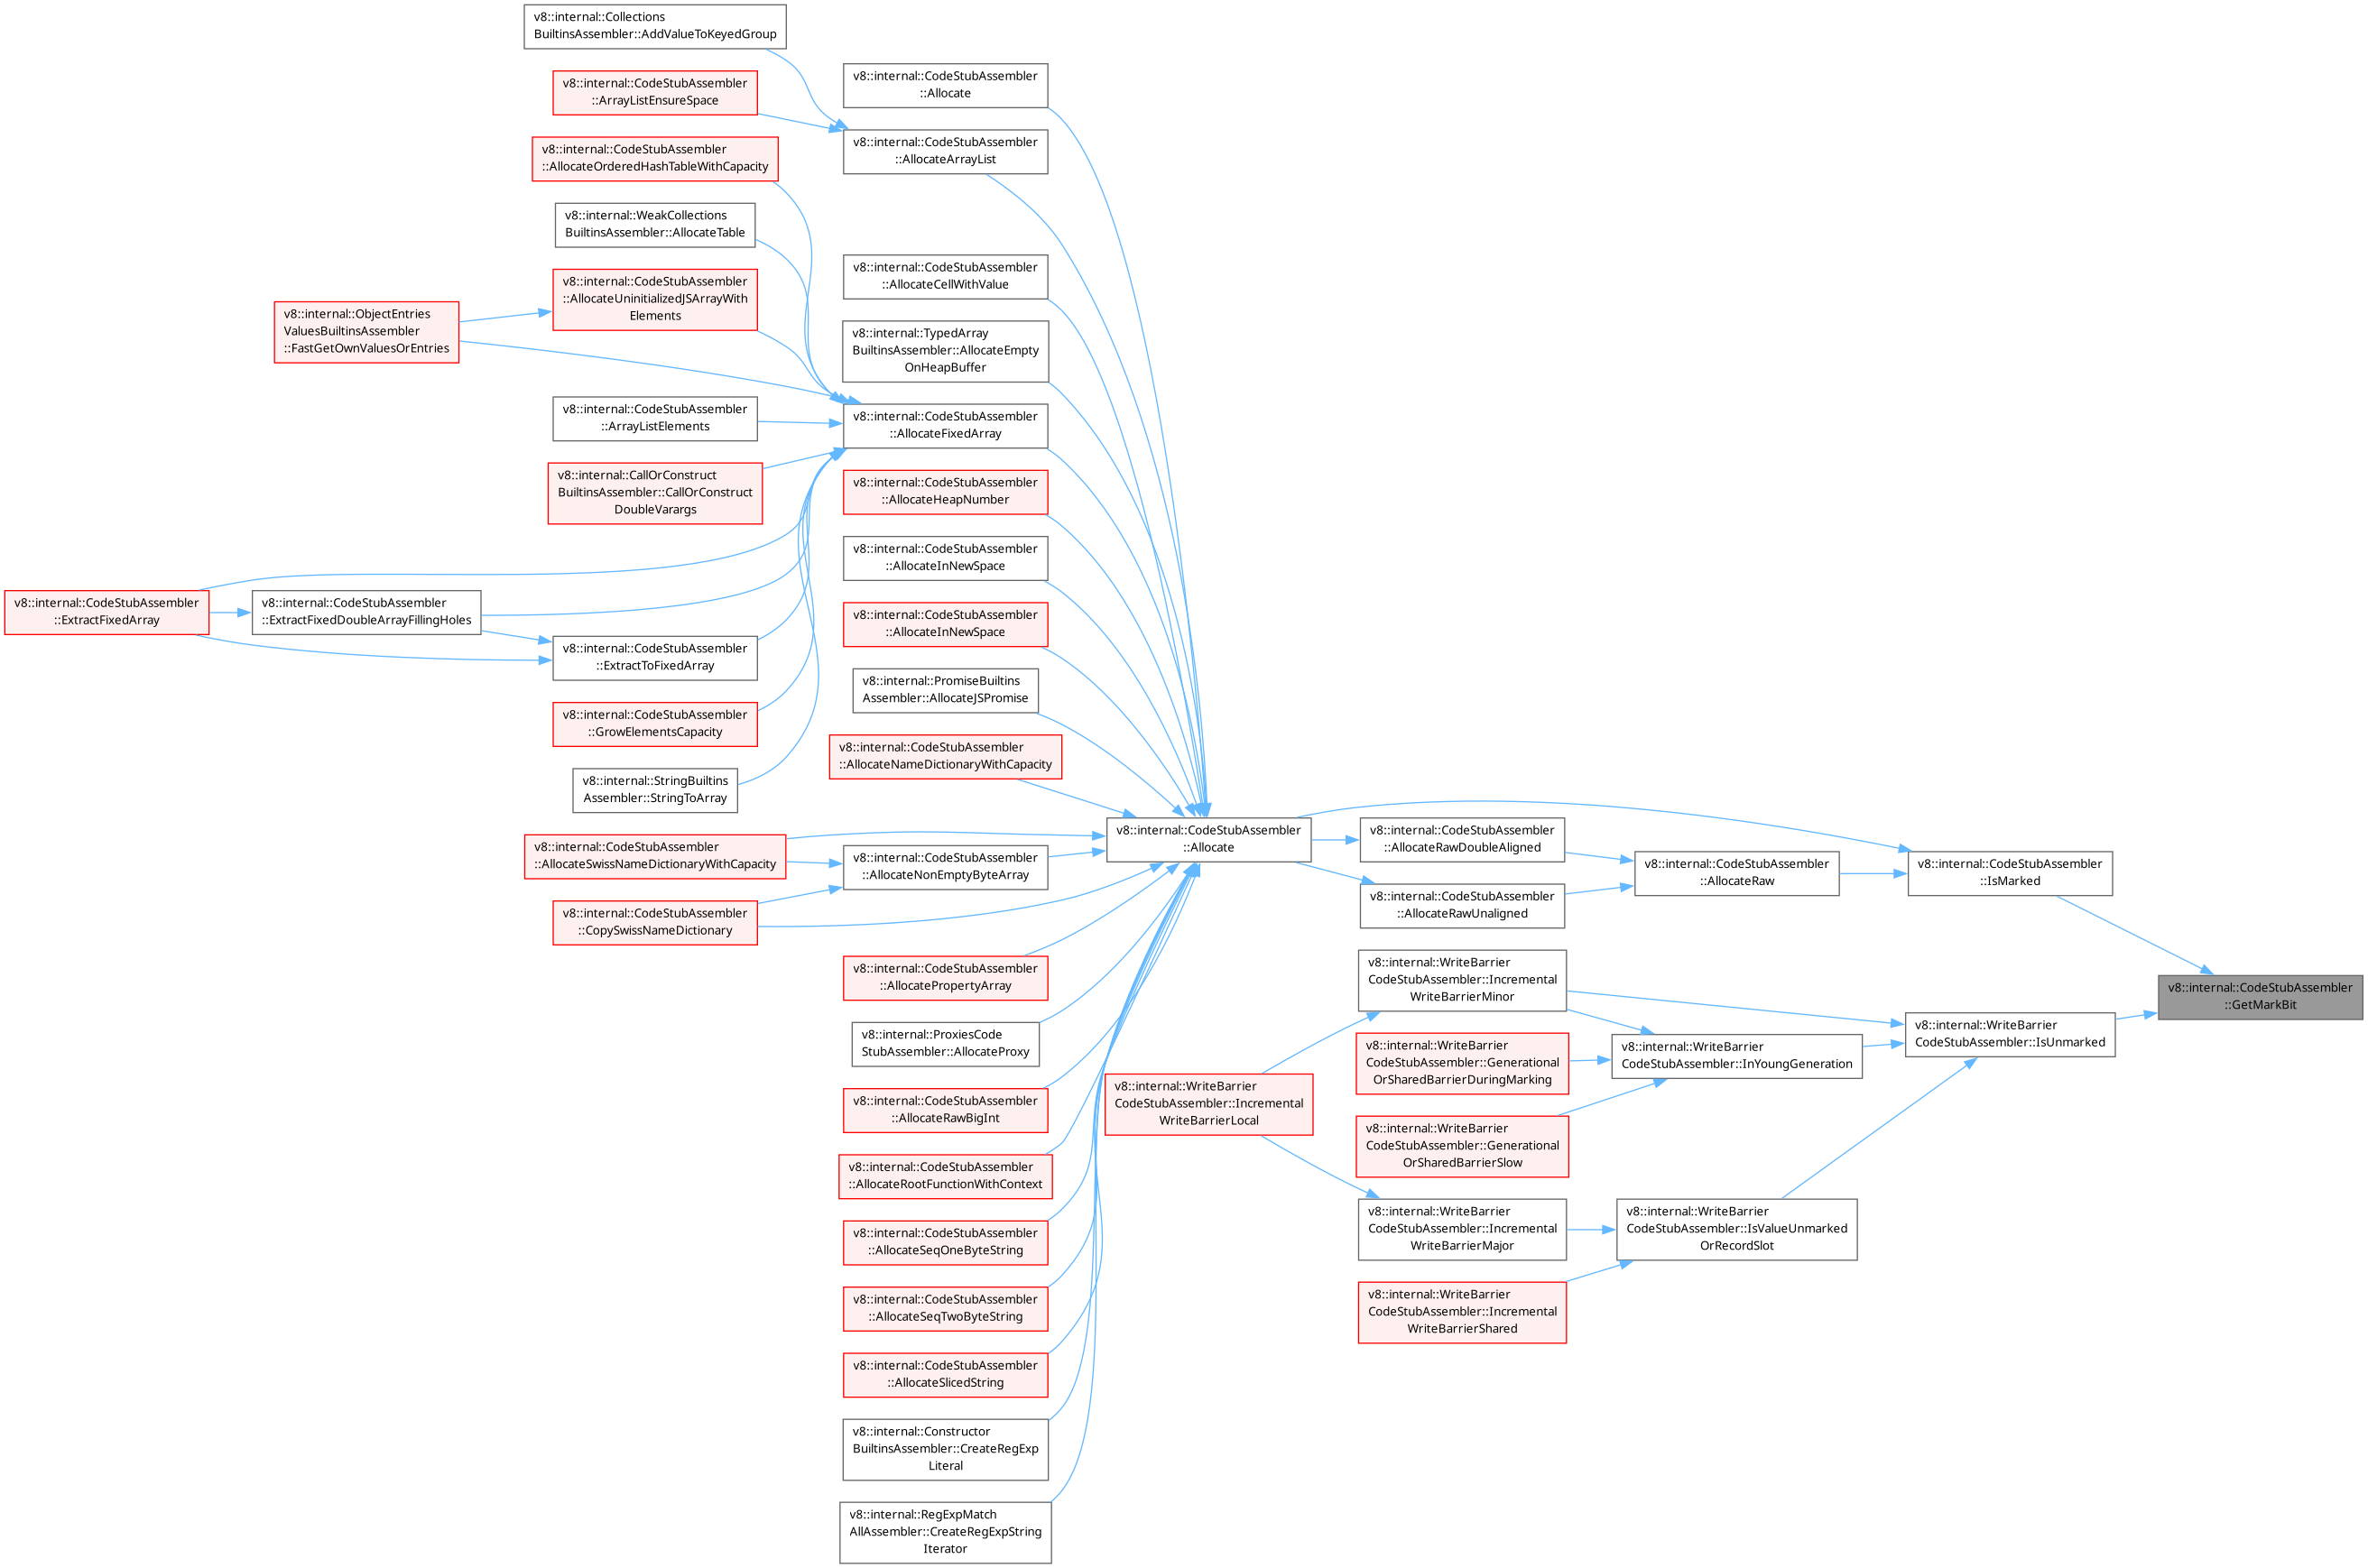 v8::internal::Collections
BuiltinsAssembler::AddValueToKeyedGroup
v8::internal::CodeStubAssembler
::ArrayListEnsureSpace
v8::internal::CodeStubAssembler
::AllocateOrderedHashTableWithCapacity
v8::internal::WeakCollections
BuiltinsAssembler::AllocateTable
v8::internal::CodeStubAssembler
::AllocateUninitializedJSArrayWith
Elements
v8::internal::ObjectEntries
ValuesBuiltinsAssembler
::FastGetOwnValuesOrEntries
v8::internal::CodeStubAssembler
::ArrayListElements
v8::internal::CallOrConstruct
BuiltinsAssembler::CallOrConstruct
DoubleVarargs
v8::internal::CodeStubAssembler
::ExtractFixedArray
v8::internal::CodeStubAssembler
::ExtractFixedDoubleArrayFillingHoles
v8::internal::CodeStubAssembler
::ExtractToFixedArray
v8::internal::CodeStubAssembler
::GrowElementsCapacity
v8::internal::StringBuiltins
Assembler::StringToArray
v8::internal::CodeStubAssembler
::AllocateSwissNameDictionaryWithCapacity
v8::internal::CodeStubAssembler
::CopySwissNameDictionary
v8::internal::CodeStubAssembler
::Allocate
v8::internal::CodeStubAssembler
::AllocateArrayList
v8::internal::CodeStubAssembler
::AllocateCellWithValue
v8::internal::TypedArray
BuiltinsAssembler::AllocateEmpty
OnHeapBuffer
v8::internal::CodeStubAssembler
::AllocateFixedArray
v8::internal::CodeStubAssembler
::AllocateHeapNumber
v8::internal::CodeStubAssembler
::AllocateInNewSpace
v8::internal::CodeStubAssembler
::AllocateInNewSpace
v8::internal::PromiseBuiltins
Assembler::AllocateJSPromise
v8::internal::CodeStubAssembler
::AllocateNameDictionaryWithCapacity
v8::internal::CodeStubAssembler
::AllocateNonEmptyByteArray
v8::internal::CodeStubAssembler
::AllocatePropertyArray
v8::internal::ProxiesCode
StubAssembler::AllocateProxy
v8::internal::CodeStubAssembler
::AllocateRawBigInt
v8::internal::CodeStubAssembler
::AllocateRootFunctionWithContext
v8::internal::CodeStubAssembler
::AllocateSeqOneByteString
v8::internal::CodeStubAssembler
::AllocateSeqTwoByteString
v8::internal::CodeStubAssembler
::AllocateSlicedString
v8::internal::Constructor
BuiltinsAssembler::CreateRegExp
Literal
v8::internal::RegExpMatch
AllAssembler::CreateRegExpString
Iterator
v8::internal::CodeStubAssembler
::Allocate
v8::internal::WriteBarrier
CodeStubAssembler::Incremental
WriteBarrierLocal
v8::internal::CodeStubAssembler
::AllocateRawDoubleAligned
v8::internal::CodeStubAssembler
::AllocateRawUnaligned
v8::internal::WriteBarrier
CodeStubAssembler::Incremental
WriteBarrierMinor
v8::internal::WriteBarrier
CodeStubAssembler::Generational
OrSharedBarrierDuringMarking
v8::internal::WriteBarrier
CodeStubAssembler::Generational
OrSharedBarrierSlow
v8::internal::WriteBarrier
CodeStubAssembler::Incremental
WriteBarrierMajor
v8::internal::WriteBarrier
CodeStubAssembler::Incremental
WriteBarrierShared
v8::internal::CodeStubAssembler
::AllocateRaw
v8::internal::WriteBarrier
CodeStubAssembler::InYoungGeneration
v8::internal::WriteBarrier
CodeStubAssembler::IsValueUnmarked
OrRecordSlot
v8::internal::CodeStubAssembler
::IsMarked
v8::internal::WriteBarrier
CodeStubAssembler::IsUnmarked
v8::internal::CodeStubAssembler
::GetMarkBit